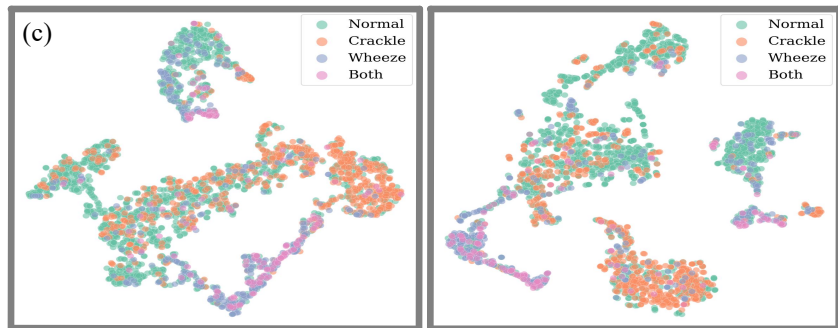 (c)
Normal
Crackle
Wheeze
Both
Normal
Crackle
Wheeze
Both